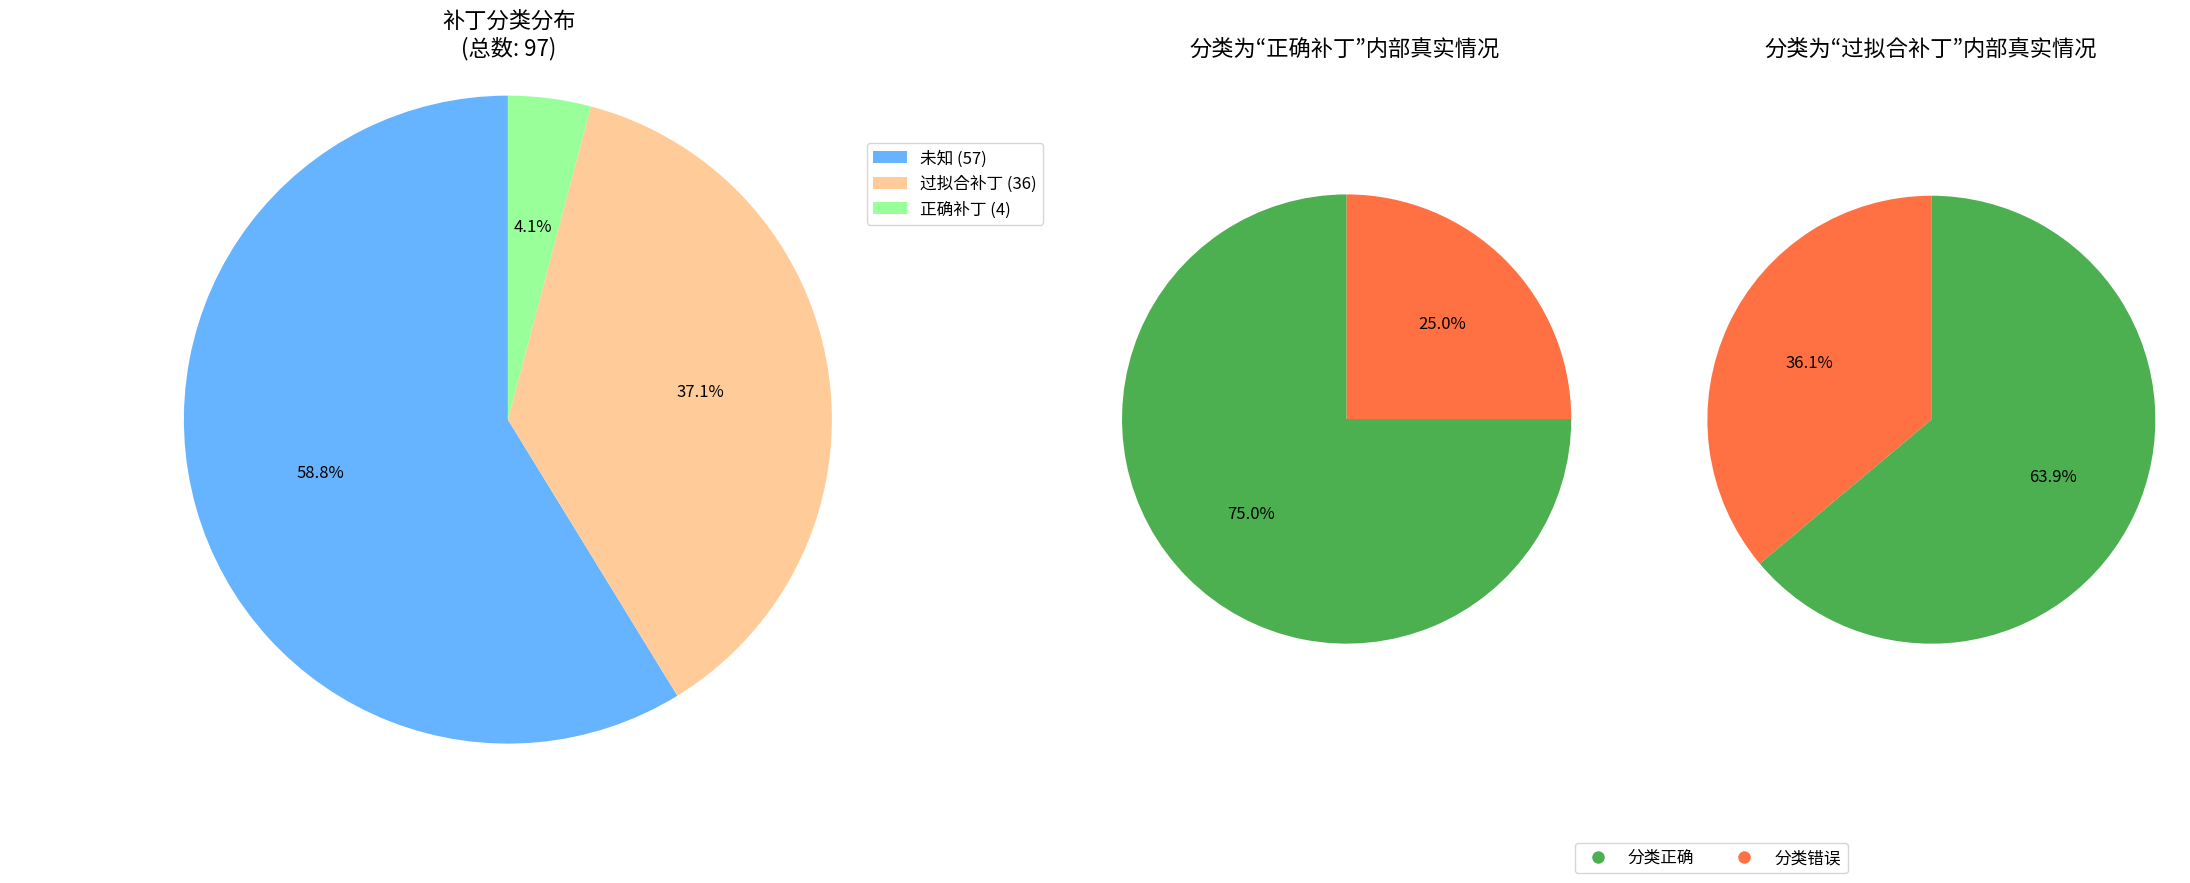 补丁分类分布
(总数: 97)
未知 (57)
过拟合补丁 (36)
正确补丁 (4)
4.1%
37.1%
58.8%
分类为“正确补丁”内部真实情况
25.0%
75.0%
分类为“过拟合补丁”内部真实情况
36.1%
63.9%
分类正确
分类错误